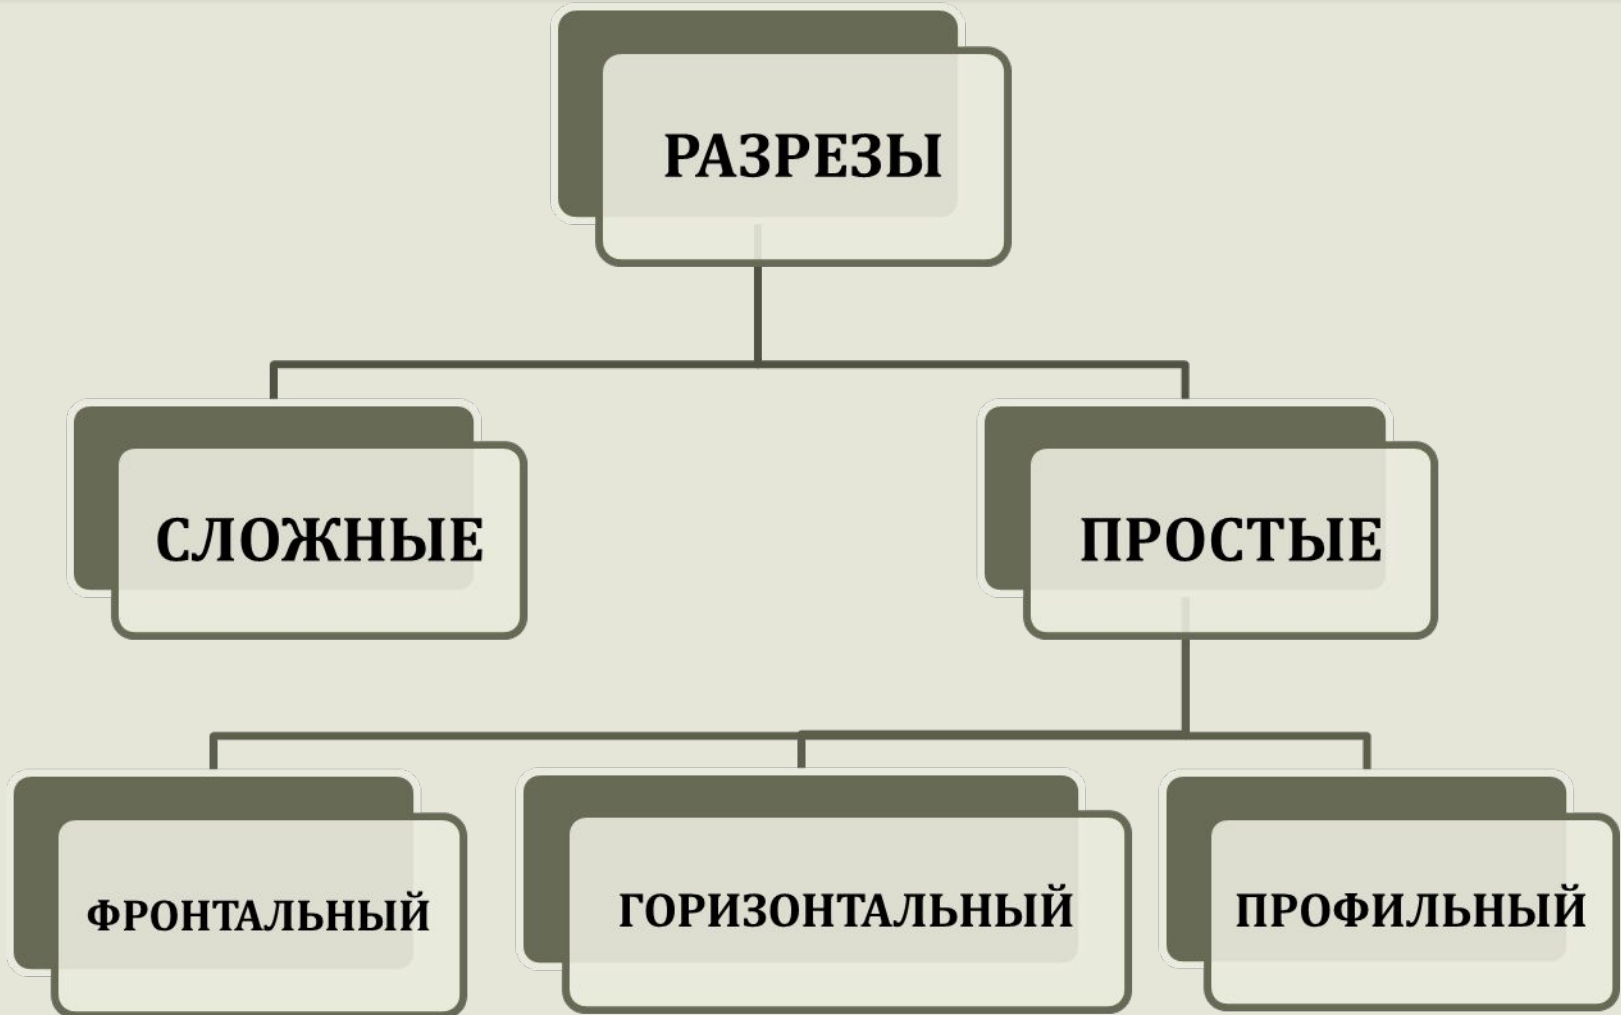 РАЗРЕЗЫ
СЛОЖНЫЕ
ПРОСТЫЕ
ФРОНТАЛЬНЫЙ
ГОРИЗОНТАЛЬНЫЙ
ПРОФИЛЬНЫЙ